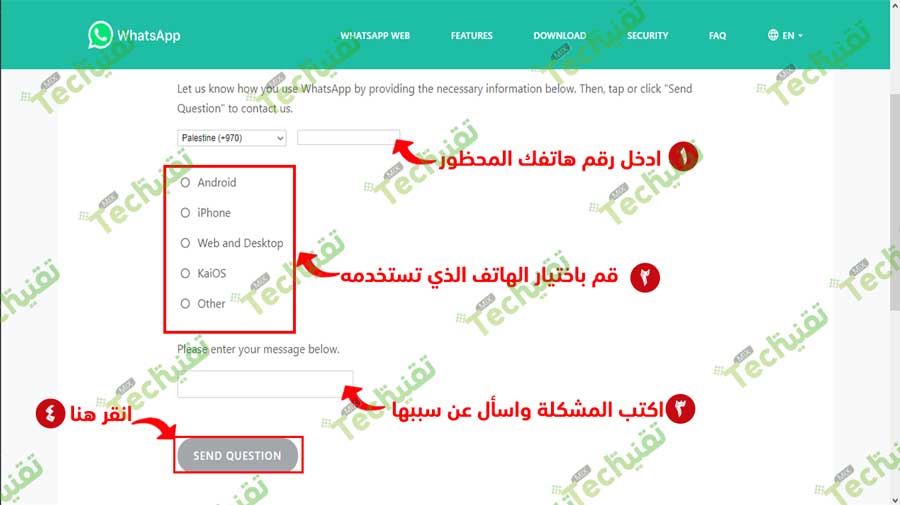 WhatsApp
WHATSAPP WEB FEATURES DOWNLOAD SECURITY FAQ EN
Let us know how you use WhatsApp by providing the necessary information below. Then, tap or click "Send
Question" to contact us.
Palestine (+970)
١ ادخل رقم هاتفك المحظور
Android
iPhone
Web and Desktop
KaiOS
Other
٢ قم باختيار الهاتف الذي تستخدمه
Please enter your message below.
٣ اكتب المشكلة واسأل عن سببها
٤ انقر هنا
SEND QUESTION
تقنية Tech MIX